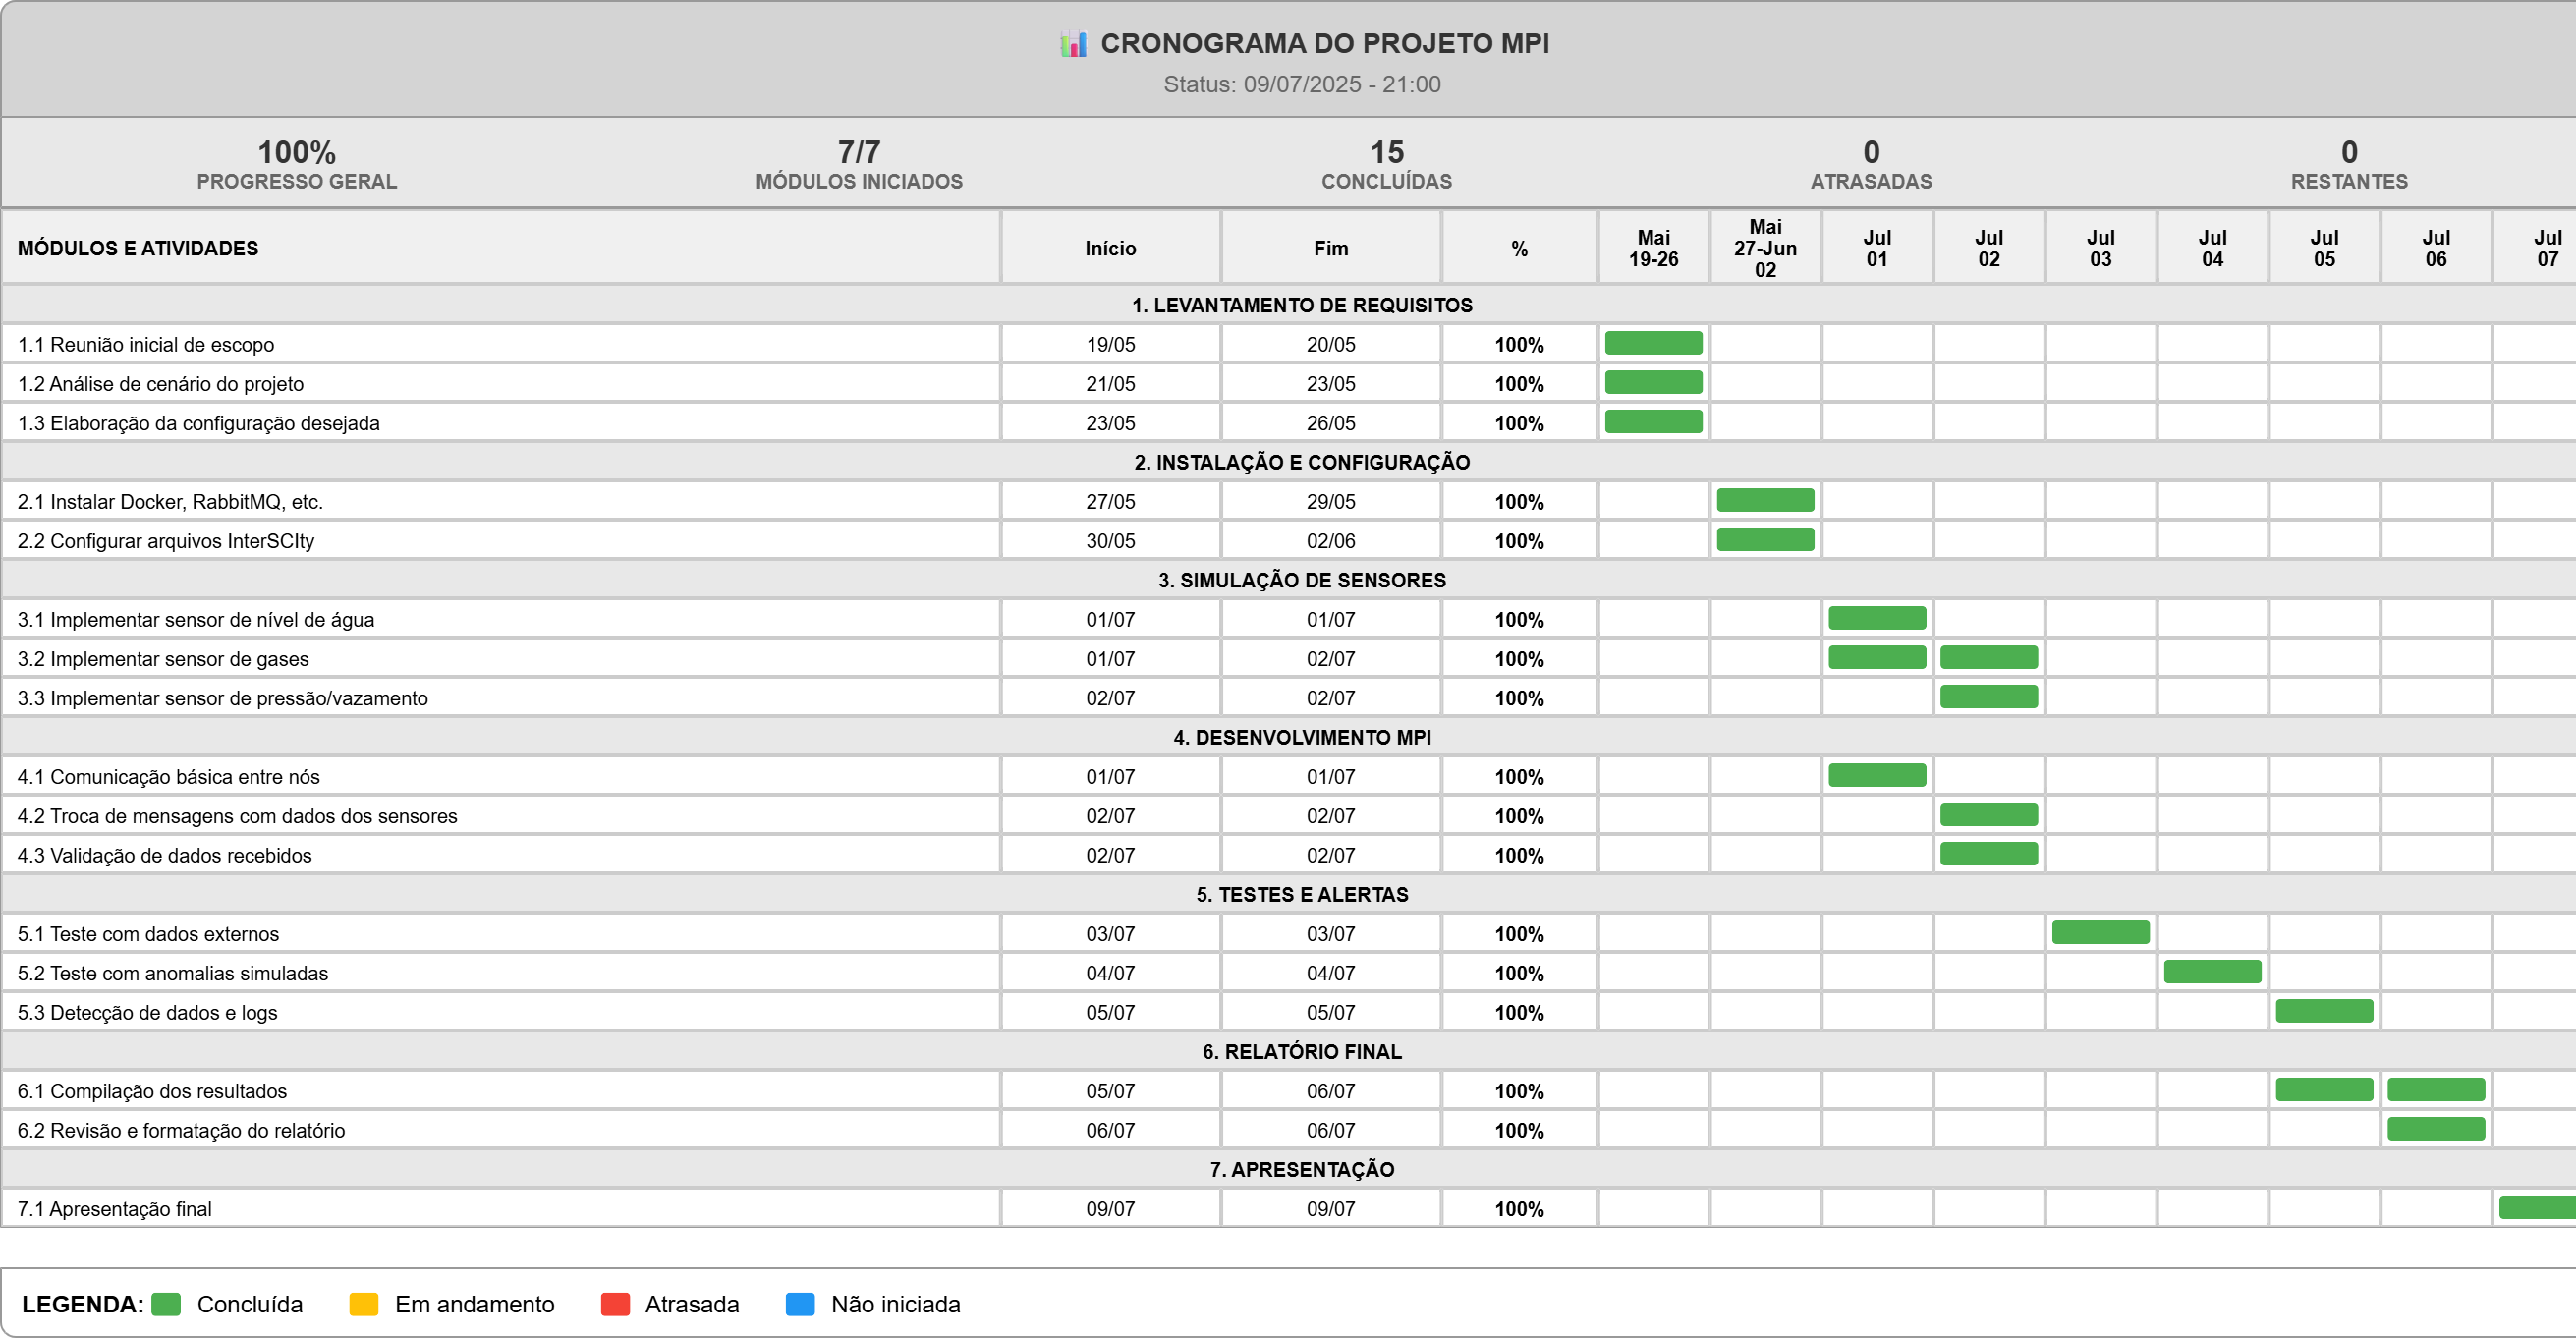 📊 CRONOGRAMA DO PROJETO MPI
Status: 09/07/2025 - 21:00
100% 7/7 15 0 0
PROGRESSO GERAL MÓDULOS INICIADOS CONCLUÍDAS ATRASADAS RESTANTES
MÓDULOS E ATIVIDADES Início Fim % Mai 19-26 Mai 27-Jun 02 Jul 01 Jul 02 Jul 03 Jul 04 Jul 05 Jul 06 Jul 07
1. LEVANTAMENTO DE REQUISITOS
1.1 Reunião inicial de escopo 19/05 20/05 100%
1.2 Análise de cenário do projeto 21/05 23/05 100%
1.3 Elaboração da configuração desejada 23/05 26/05 100%
2. INSTALAÇÃO E CONFIGURAÇÃO
2.1 Instalar Docker, RabbitMQ, etc. 27/05 29/05 100%
2.2 Configurar arquivos InterSCIty 30/05 02/06 100%
3. SIMULAÇÃO DE SENSORES
3.1 Implementar sensor de nível de água 01/07 01/07 100%
3.2 Implementar sensor de gases 01/07 02/07 100%
3.3 Implementar sensor de pressão/vazamento 02/07 02/07 100%
4. DESENVOLVIMENTO MPI
4.1 Comunicação básica entre nós 01/07 01/07 100%
4.2 Troca de mensagens com dados dos sensores 02/07 02/07 100%
4.3 Validação de dados recebidos 02/07 02/07 100%
5. TESTES E ALERTAS
5.1 Teste com dados externos 03/07 03/07 100%
5.2 Teste com anomalias simuladas 04/07 04/07 100%
5.3 Detecção de dados e logs 05/07 05/07 100%
6. RELATÓRIO FINAL
6.1 Compilação dos resultados 05/07 06/07 100%
6.2 Revisão e formatação do relatório 06/07 06/07 100%
7. APRESENTAÇÃO
7.1 Apresentação final 09/07 09/07 100%
LEGENDA: Concluída Em andamento Atrasada Não iniciada